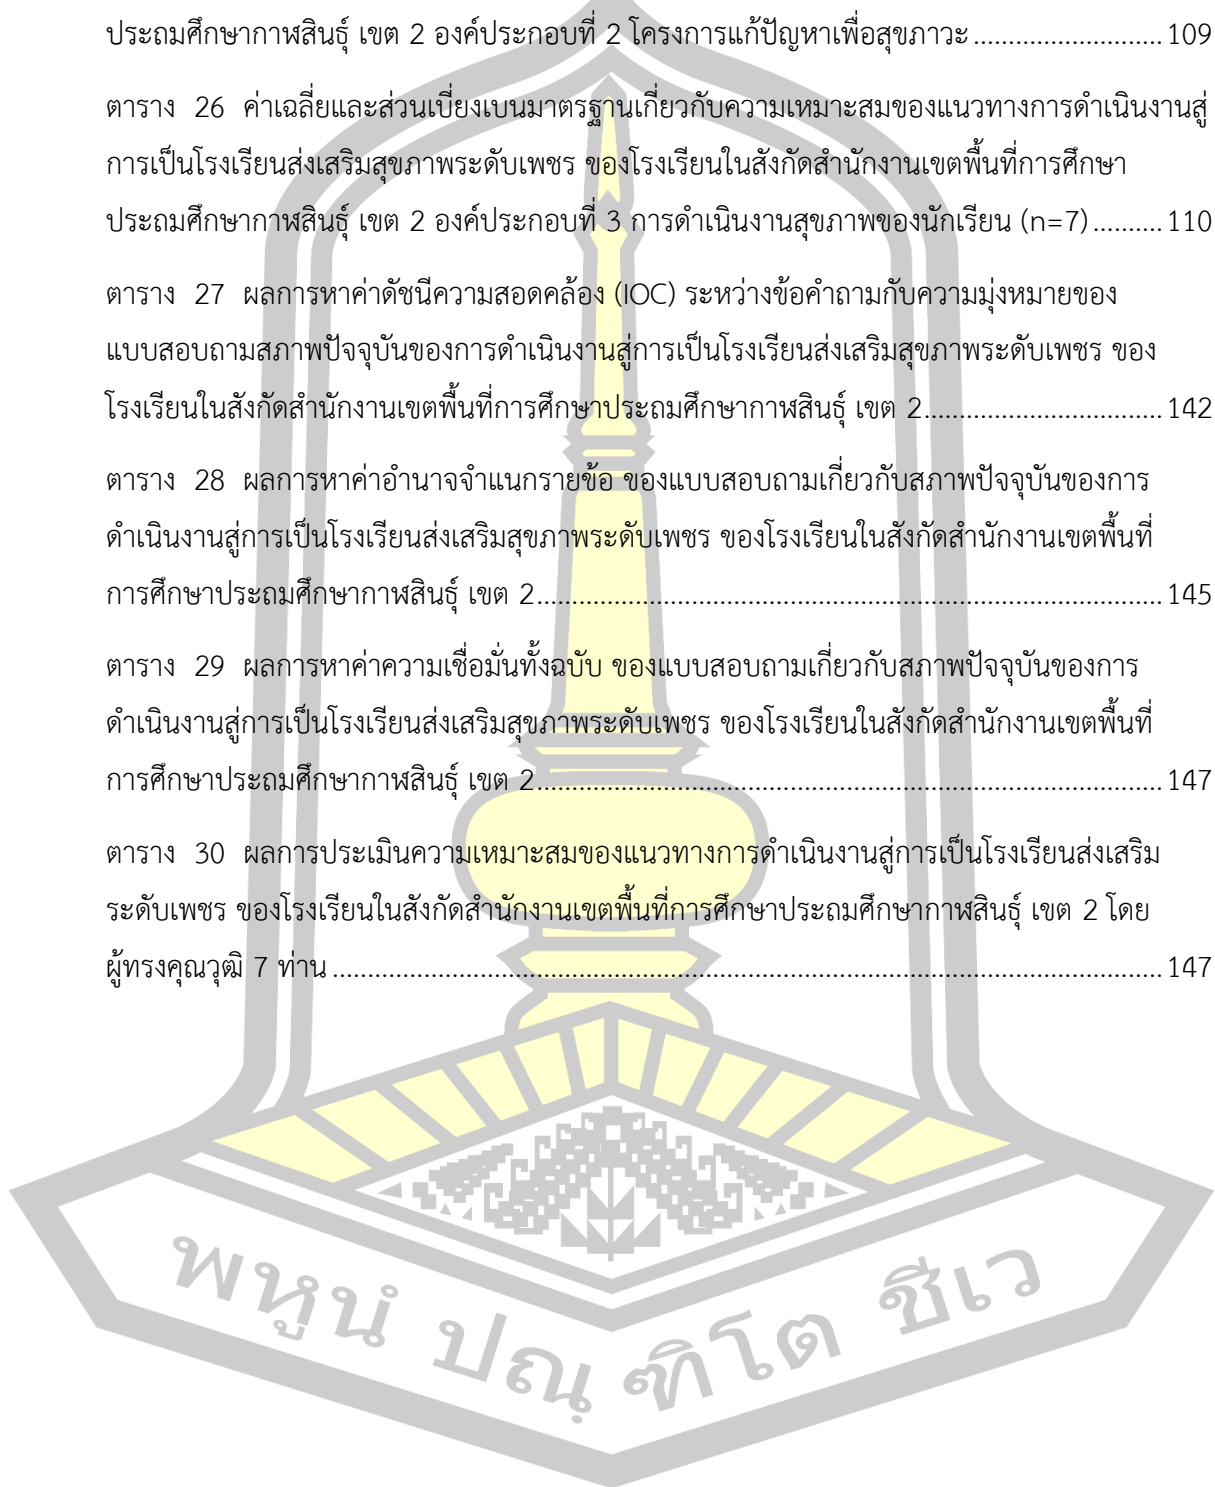 ประถมศึกษากาฬสินธุ์ เขต 2 องค์ประกอบที่ 2 โครงการแก้ปัญหาเพื่อสุขภาวะ ........................... 109
ตาราง 26 ค่าเฉลี่ยและส่วนเบี่ยงเบนมาตรฐานเกี่ยวกับความเหมาะสมของแนวทางการดำเนินงานสู่
การเป็นโรงเรียนส่งเสริมสุขภาพระดับเพชร ของโรงเรียนในสังกัดสำนักงานเขตพื้นที่การศึกษา
ประถมศึกษากาฬสินธุ์ เขต 2 องค์ประกอบที่ 3 การดำเนินงานสุขภาพของนักเรียน (n=7) .......... 110
ตาราง 27 ผลการหาค่าดัชนีความสอดคล้อง (IOC) ระหว่างข้อคำถามกับความมุ่งหมายของ
แบบสอบถามสภาพปัจจุบันของการดำเนินงานสู่การเป็นโรงเรียนส่งเสริมสุขภาพระดับเพชร ของ
โรงเรียนในสังกัดสำนักงานเขตพื้นที่การศึกษาประถมศึกษากาฬสินธุ์ เขต 2 .................................. 142
ตาราง 28 ผลการหาค่าอำนาจจำแนกรายข้อ ของแบบสอบถามเกี่ยวกับสภาพปัจจุบันของการ
ดำเนินงานสู่การเป็นโรงเรียนส่งเสริมสุขภาพระดับเพชร ของโรงเรียนในสังกัดสำนักงานเขตพื้นที่
การศึกษาประถมศึกษากาฬสินธุ์ เขต 2 ......................................................................................... 145
ตาราง 29 ผลการหาค่าความเชื่อมั่นทั้งฉบับ ของแบบสอบถามเกี่ยวกับสภาพปัจจุบันของการ
ดำเนินงานสู่การเป็นโรงเรียนส่งเสริมสุขภาพระดับเพชร ของโรงเรียนในสังกัดสำนักงานเขตพื้นที่
การศึกษาประถมศึกษากาฬสินธุ์ เขต 2 ......................................................................................... 147
ตาราง 30 ผลการประเมินความเหมาะสมของแนวทางการดำเนินงานสู่การเป็นโรงเรียนส่งเสริม
ระดับเพชร ของโรงเรียนในสังกัดสำนักงานเขตพื้นที่การศึกษาประถมศึกษากาฬสินธุ์ เขต 2 โดย
ผู้ทรงคุณวุฒิ 7 ท่าน ...................................................................................................................... 147
พหูนํ ปณฺฑิโต ชีเว